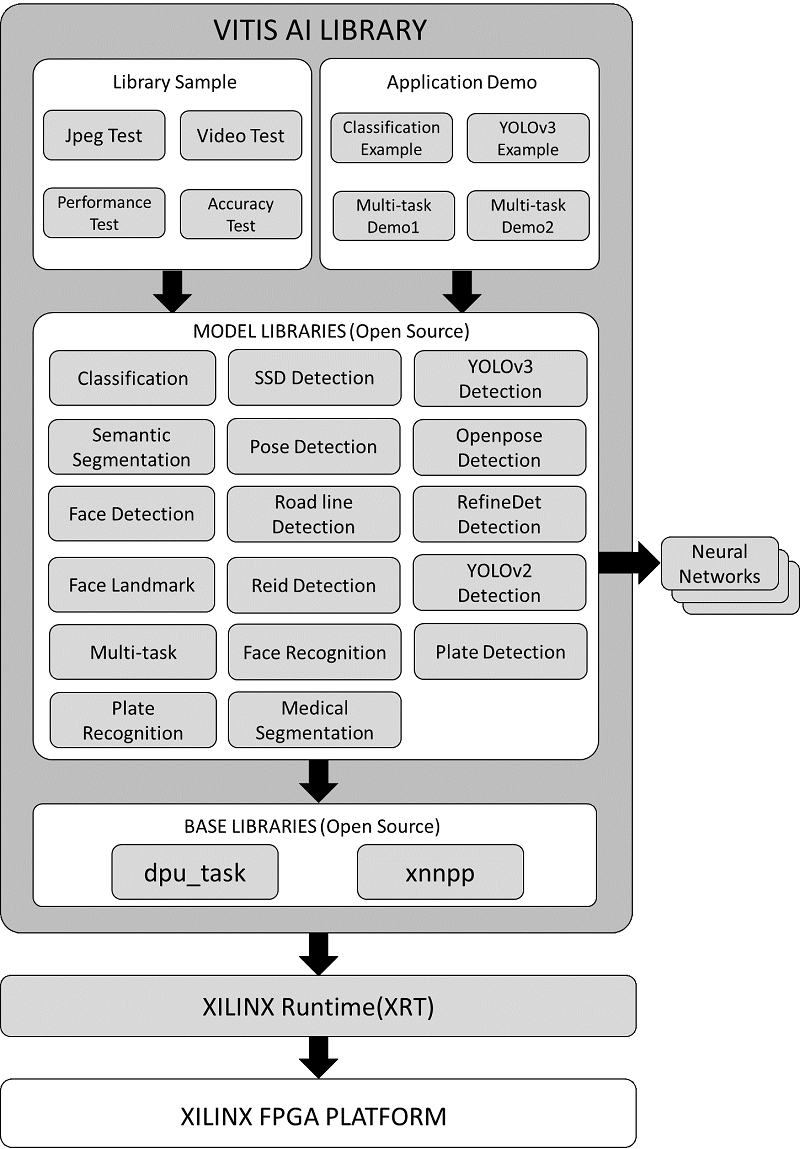 VITIS AI LIBRARY
Library Sample
Jpeg Test
Video Test
Performance
Test
Accuracy
Test
Application Demo
Classification
Example
YOLOv3
Example
Multi-task
Demo1
Multi-task
Demo2
MODEL LIBRARIES (Open Source)
Classification
SSD Detection
YOLOv3
Detection
Semantic
Segmentation
Pose Detection
Openpose
Detection
Face Detection
Road line
Detection
RefineDet
Detection
Face Landmark
Reid Detection
YOLOv2
Detection
Multi-task
Face Recognition
Plate Detection
Plate
Recognition
Medical
Segmentation
Neural
Networks
BASE LIBRARIES (Open Source)
dpu_task
xnnpp
XILINX Runtime(XRT)
XILINX FPGA PLATFORM